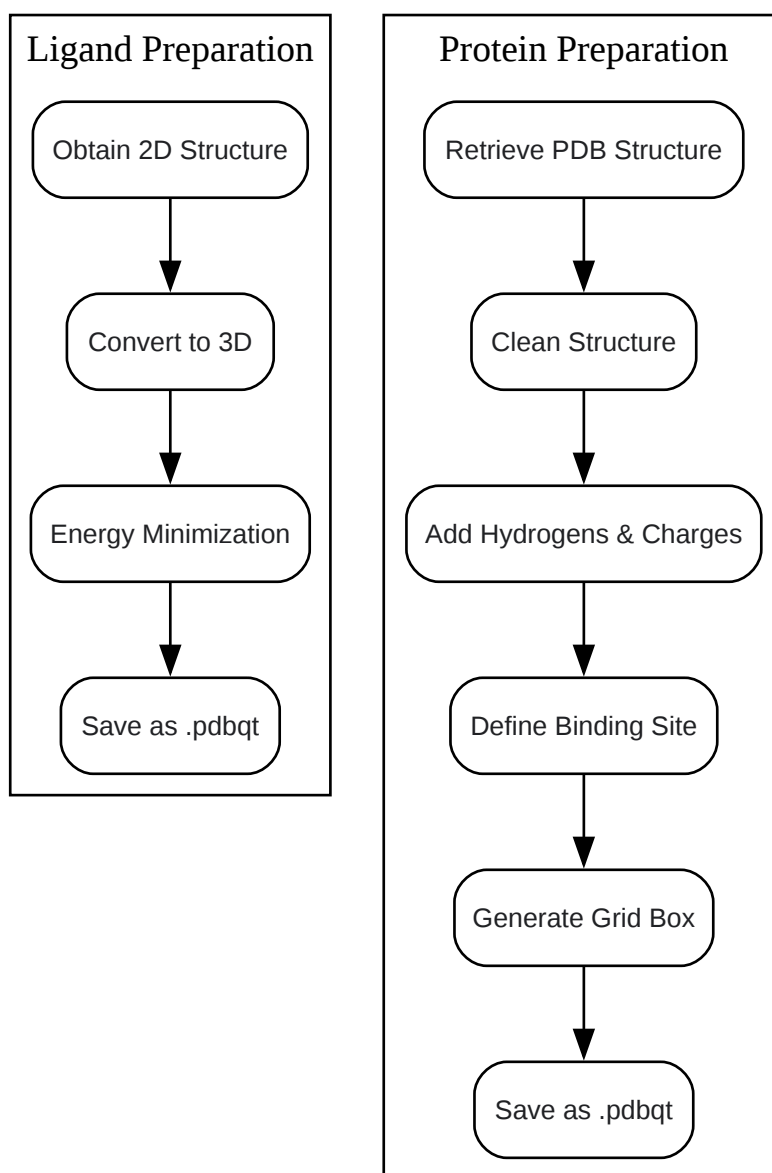 Ligand Preparation
Obtain 2D Structure
Convert to 3D
Energy Minimization
Save as .pdbqt
Protein Preparation
Retrieve PDB Structure
Clean Structure
Add Hydrogens & Charges
Define Binding Site
Generate Grid Box
Save as .pdbqt